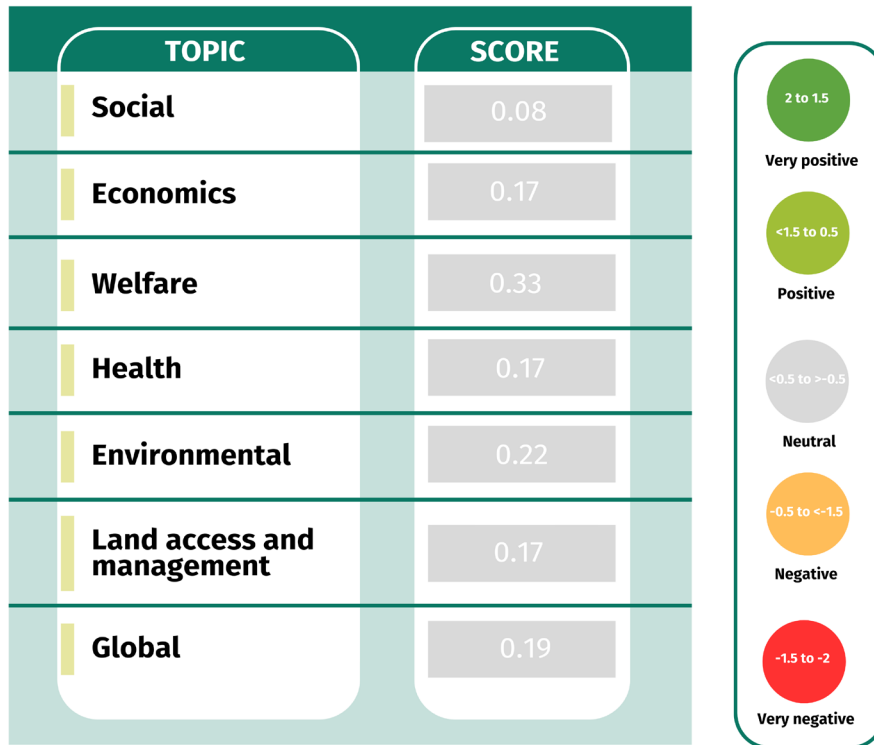 TOPIC SCORE
Social 0.08
Economics 0.17
Welfare 0.33
Health 0.17
Environmental 0.22
Land access and
management 0.17
Global 0.19
2 to 1.5
Very positive
<1.5 to 0.5
Positive
<0.5 to >-0.5
Neutral
-0.5 to <-1.5
Negative
-1.5 to -2
Very negative